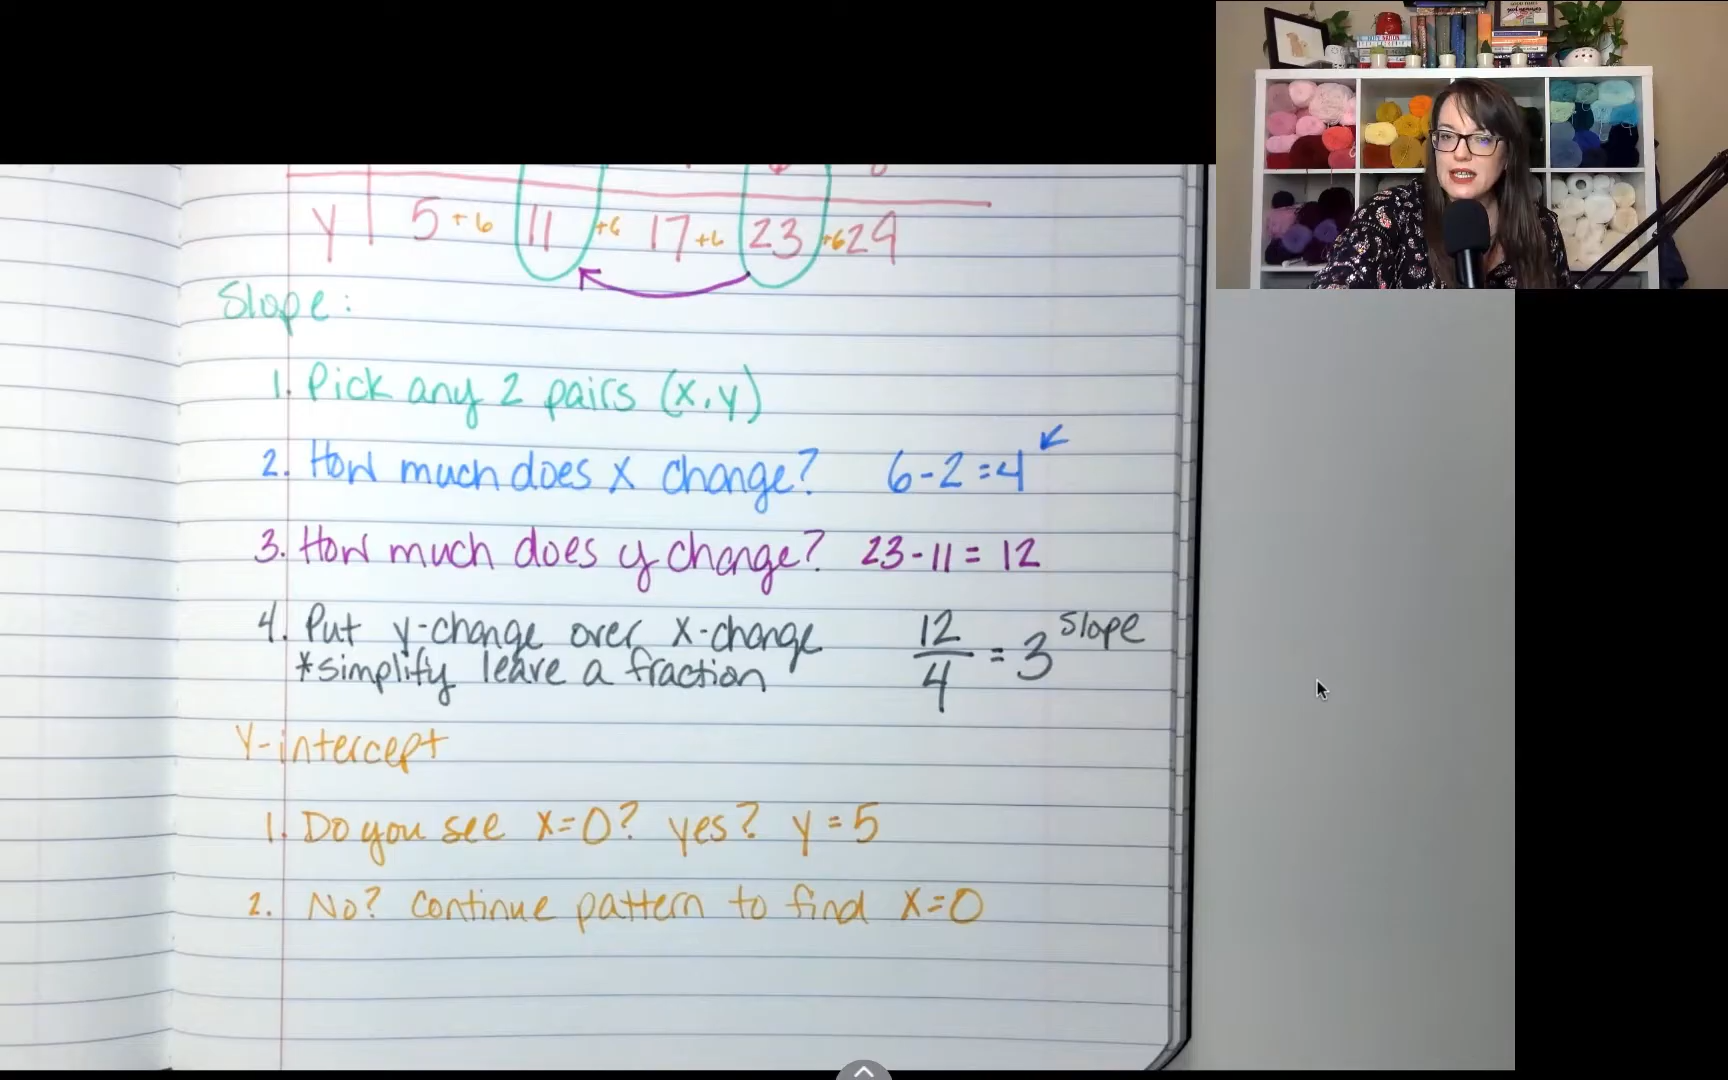 y 5 +6 11 +6 17 +6 23 +6 29
Slope:
1. Pick any 2 pairs (x,y)
2. How much does x change? 6-2=4
3. How much does y change? 23-11=12
4. Put y-change over x-change 12/4 = 3 slope
*simplify leave a fraction
Y-intercept
1. Do you see x=0? yes? y=5
2. No? Continue pattern to find x=0